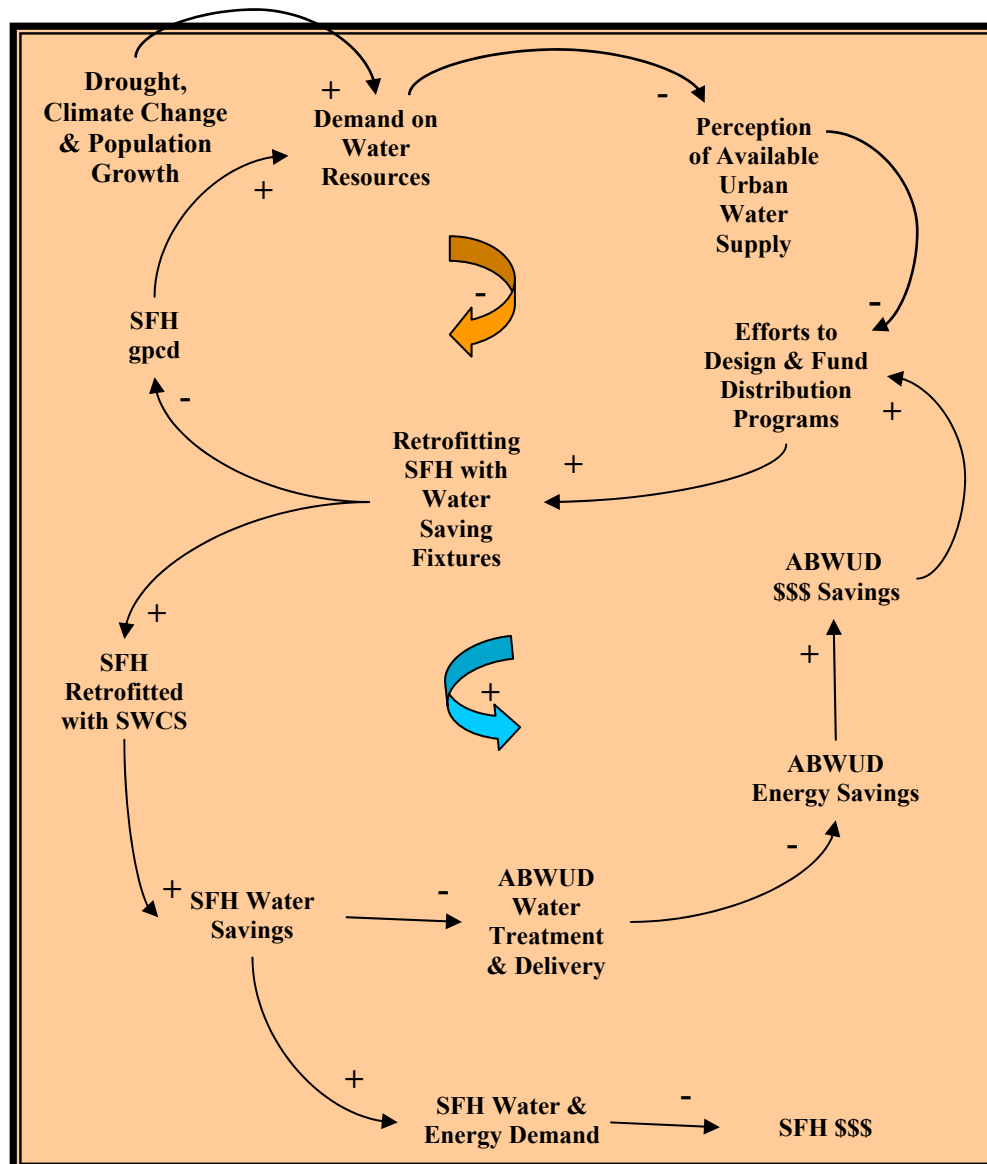 Drought,
Climate Change
& Population
Growth
+
Demand on
Water
Resources
-
Perception
of Available
Urban
Water
Supply
+
-
-
SFH
gpcd
Efforts to
Design & Fund
Distribution
Programs
-
+
Retrofitting
SFH with
Water
Saving
Fixtures
+
ABWUD
$$$ Savings
+
SFH
Retrofitted
with SWCS
+
+
ABWUD
Energy Savings
-
+
SFH Water
Savings
-
ABWUD
Water
Treatment
& Delivery
+
SFH Water &
Energy Demand
-
SFH $$$